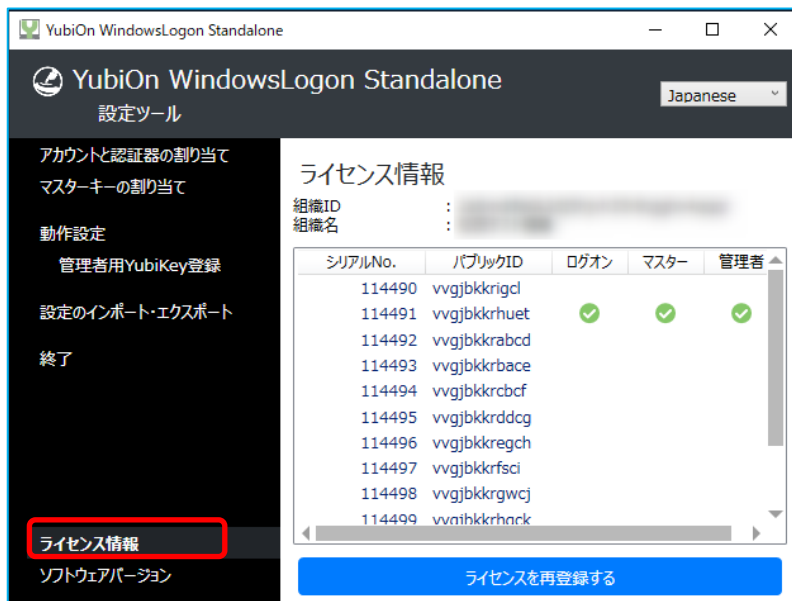 YubiOn WindowsLogon Standalone
YubiOn WindowsLogon Standalone
設定ツール
Japanese
アカウントと認証器の割り当て
マスターキーの割り当て
動作設定
管理者用YubiKey登録
設定のインポート・エクスポート
終了
ライセンス情報
ソフトウェアバージョン
ライセンス情報
組織ID :
組織名 :
シリアルNo. パブリックID ログオン マスター 管理者
114490 vvgjbkkrigcl
114491 vvgjbkkrhuet
114492 vvgjbkkrabcd
114493 vvgjbkkrbace
114494 vvgjbkkrcbcf
114495 vvgjbkkrddcg
114496 vvgjbkkregch
114497 vvgjbkkrfsci
114498 vvgjbkkrgwcj
114499 vvgjbkkrhgck
ライセンスを再登録する